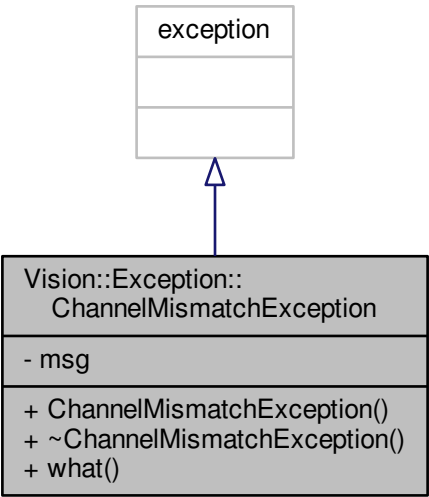 exception
Vision::Exception::
ChannelMismatchException
- msg
+ ChannelMismatchException()
+ ~ChannelMismatchException()
+ what()